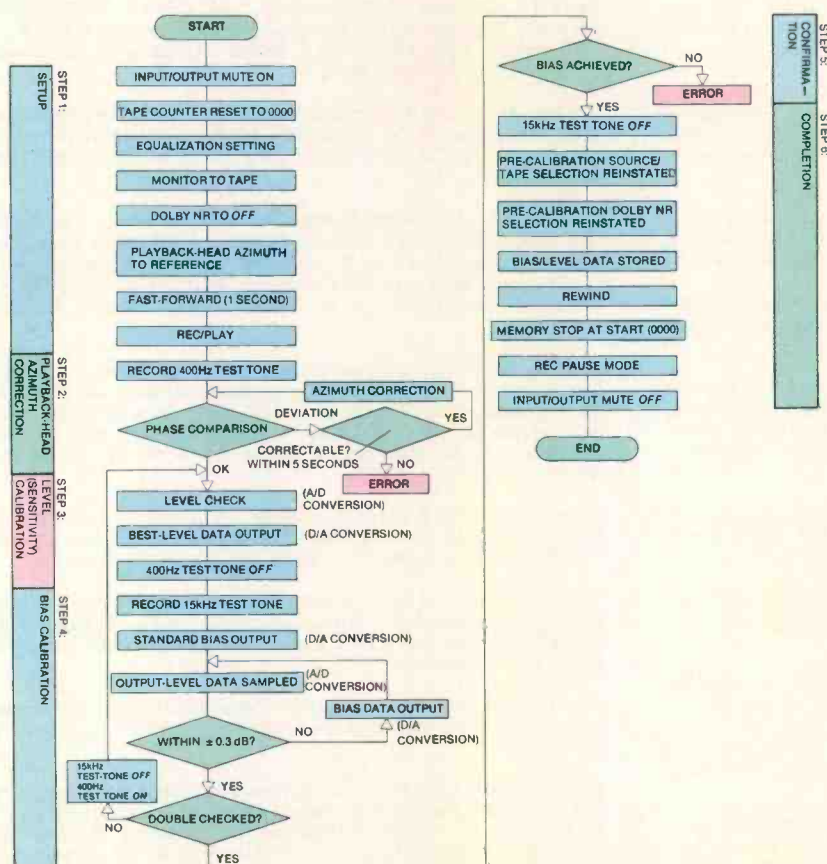 START
STEP 1:
SETUP
INPUT/OUTPUT MUTE ON
TAPE COUNTER RESET TO 0000
EQUALIZATION SETTING
MONITOR TO TAPE
DOLBY NR TO OFF
PLAYBACK-HEAD AZIMUTH
TO REFERENCE
FAST-FORWARD (1 SECOND)
REC/PLAY
RECORD 400Hz TEST TONE
STEP 2:
PLAYBACK-HEAD
AZIMUTH
CORRECTION
AZIMUTH CORRECTION
PHASE COMPARISON
DEVIATION
YES
CORRECTABLE?
WITHIN 5 SECONDS
NO
ERROR
OK
STEP 3:
LEVEL
(SENSITIVITY)
CALIBRATION
LEVEL CHECK
(A/D
CONVERSION)
BEST-LEVEL DATA OUTPUT
(D/A CONVERSION)
400Hz TEST TONE OFF
RECORD 15kHz TEST TONE
STEP 4:
BIAS CALIBRATION
STANDARD BIAS OUTPUT
(D/A CONVERSION)
OUTPUT-LEVEL DATA SAMPLED
(A/D
CONVERSION)
BIAS DATA OUTPUT
(D/A
CONVERSION)
WITHIN ± 0.3 dB?
NO
YES
15kHz
TEST-TONE OFF
400Hz
TEST TONE ON
NO
DOUBLE CHECKED?
YES
BIAS ACHIEVED?
NO
ERROR
YES
15kHz TEST TONE OFF
PRE-CALIBRATION SOURCE/
TAPE SELECTION REINSTATED
PRE-CALIBRATION DOLBY NR
SELECTION REINSTATED
BIAS/LEVEL DATA STORED
REWIND
MEMORY STOP AT START (0000)
REC PAUSE MODE
INPUT/OUTPUT MUTE OFF
END
STEP 5:
CONFIRMA-
TION
STEP 6:
COMPLETION